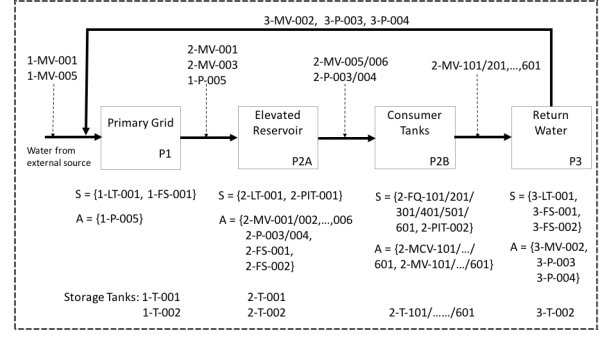 3-MV-002, 3-P-003, 3-P-004
1-MV-001
1-MV-005
2-MV-001
2-MV-003
1-P-005
2-MV-005/006
2-P-003/004
2-MV-101/201,…,601
Water from
external source
Primary Grid
P1
Elevated
Reservoir
P2A
Consumer
Tanks
P2B
Return
Water
P3
S = {1-LT-001, 1-FS-001}
A = {1-P-005}
S = {2-LT-001, 2-PIT-001}
A = {2-MV-001/002,…,006
2-P-003/004,
2-FS-001,
2-FS-002}
S = {2-FQ-101/201/
301/401/501/
601, 2-PIT-002}
A = {2-MCV-101/…/
601, 2-MV-101/…/601}
S = {3-LT-001,
3-FS-001,
3-FS-002}
A = {3-MV-002,
3-P-003
3-P-004}
Storage Tanks: 1-T-001
1-T-002
2-T-001
2-T-002
2-T-101/……/601
3-T-002